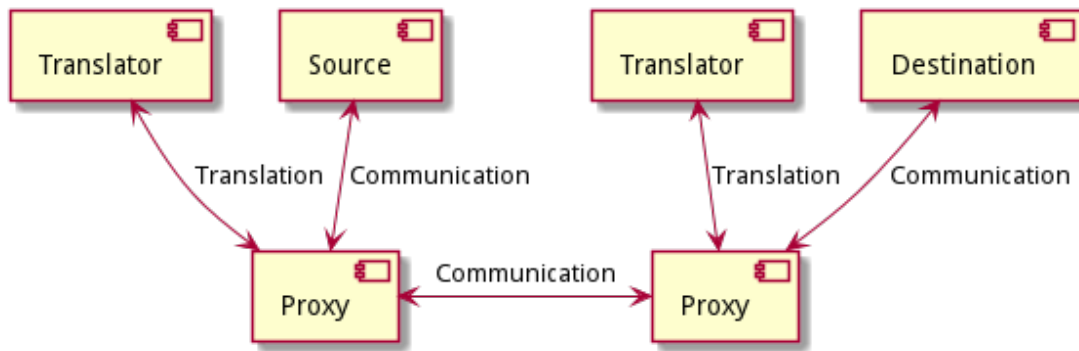 Translator
Source
Translator
Destination
Translation
Communication
Translation
Communication
Communication
Proxy
Proxy